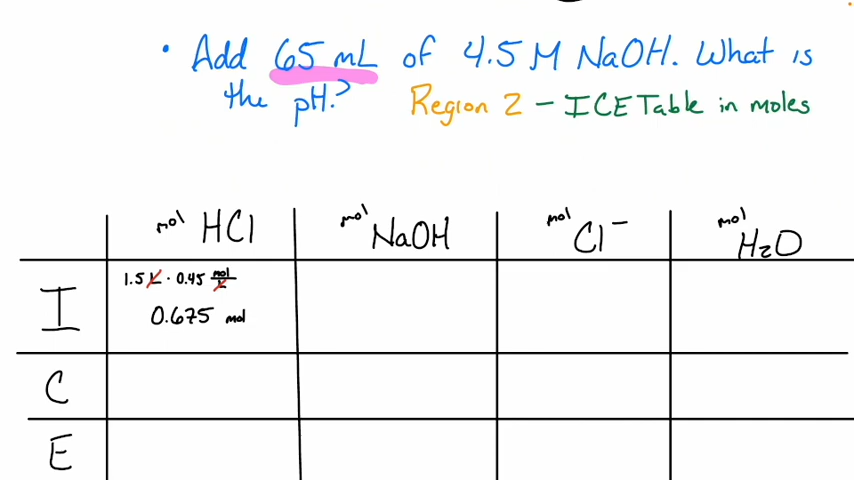 • Add 65 mL of 4.5 M NaOH. What is
the pH? Region 2 – ICE Table in moles
mol HCl mol NaOH mol Cl⁻ mol H₂O
I 1.5 L · 0.45 mol/L
0.675 mol
C
E